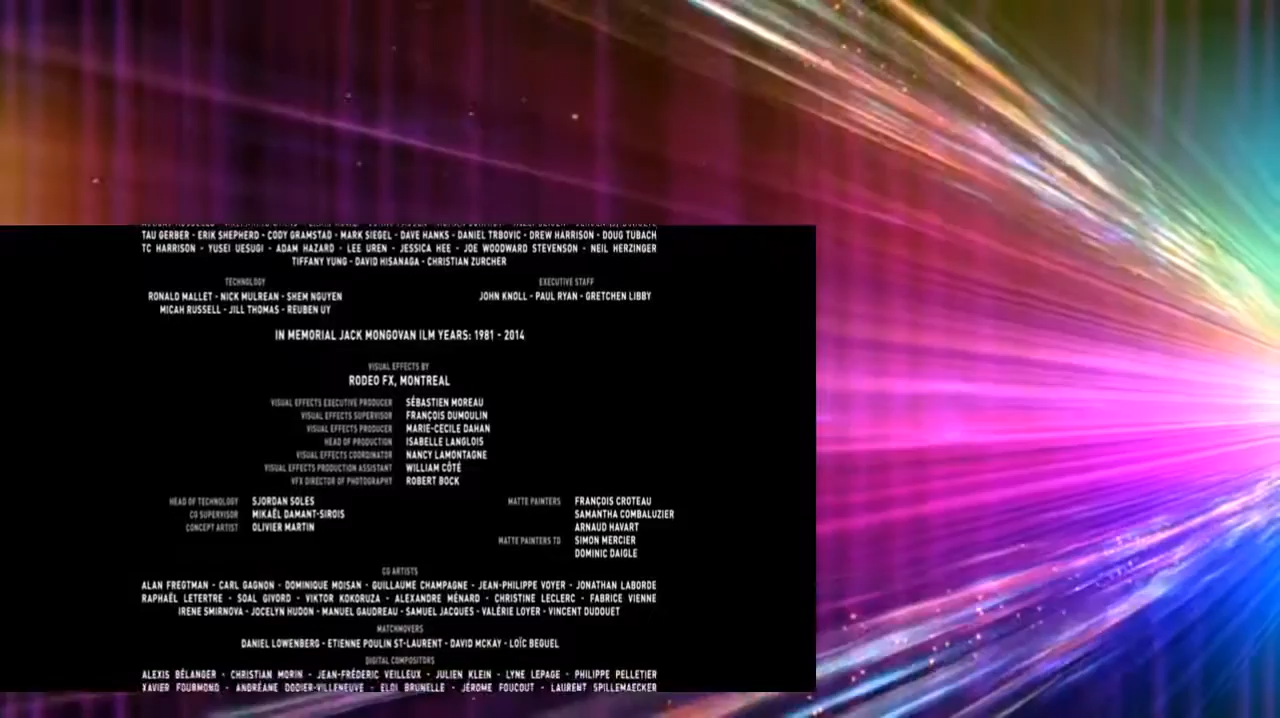 TAU GERBER - ERIK SHEPHERD - CODY GRAMSTAD - MARK SIEGEL - DAVE HANKS - DANIEL TRBOVIC - DREW HARRISON - DOUG TUBACH
TC HARRISON - YUSEI UESUGI - ADAM HAZARD - LEE UREN - JESSICA HEE - JOE WOODWARD STEVENSON - NEIL HERZINGER
TIFFANY YUNG - DAVID HISANAGA - CHRISTIAN ZURCHER
TECHNOLOGY
RONALD MALLET - NICK MULREAN - SHEM NGUYEN
MICAH RUSSELL - JILL THOMAS - REUBEN UY
EXECUTIVE STAFF
JOHN KNOLL - PAUL RYAN - GRETCHEN LIBBY
IN MEMORIAL JACK MONGOVAN ILM YEARS: 1981 - 2014
VISUAL EFFECTS BY
RODEO FX, MONTREAL
VISUAL EFFECTS EXECUTIVE PRODUCER SÉBASTIEN MOREAU
VISUAL EFFECTS SUPERVISOR FRANÇOIS DUMOULIN
VISUAL EFFECTS PRODUCER MARIE-CECILE DAHAN
HEAD OF PRODUCTION ISABELLE LANGLOIS
VISUAL EFFECTS COORDINATOR NANCY LAMONTAGNE
VISUAL EFFECTS PRODUCTION ASSISTANT WILLIAM CÔTÉ
VFX DIRECTOR OF PHOTOGRAPHY ROBERT BOCK
HEAD OF TECHNOLOGY SJORDAN SOLES
CG SUPERVISOR MIKAËL DAMANT-SIROIS
CONCEPT ARTIST OLIVIER MARTIN
MATTE PAINTERS FRANÇOIS CROTEAU
SAMANTHA COMBALUZIER
ARNAUD HAVART
MATTE PAINTERS TD SIMON MERCIER
DOMINIC DAIGLE
CG ARTISTS
ALAN FREGTMAN - CARL GAGNON - DOMINIQUE MOISAN - GUILLAUME CHAMPAGNE - JEAN-PHILIPPE VOYER - JONATHAN LABORDE
RAPHAËL LETERTRE - SOAL GIVORD - VIKTOR KOKORUZA - ALEXANDRE MÉNARD - CHRISTINE LECLERC - FABRICE VIENNE
IRENE SMIRNOVA - JOCELYN HUDON - MANUEL GAUDREAU - SAMUEL JACQUES - VALÉRIE LOYER - VINCENT DUDOUET
MATCHMOVERS
DANIEL LOWENBERG - ETIENNE POULIN ST-LAURENT - DAVID MCKAY - LOÏC BEGUEL
DIGITAL COMPOSITORS
ALEXIS BÉLANGER - CHRISTIAN MORIN - JEAN-FRÉDERIC VEILLEUX - JULIEN KLEIN - LYNE LEPAGE - PHILIPPE PELLETIER
XAVIER FOURMOND - ANDRÉANE DODIER-VILLENEUVE - ELOI BRUNELLE - JÉROME FOUCOUT - LAURENT SPILLEMAECKER